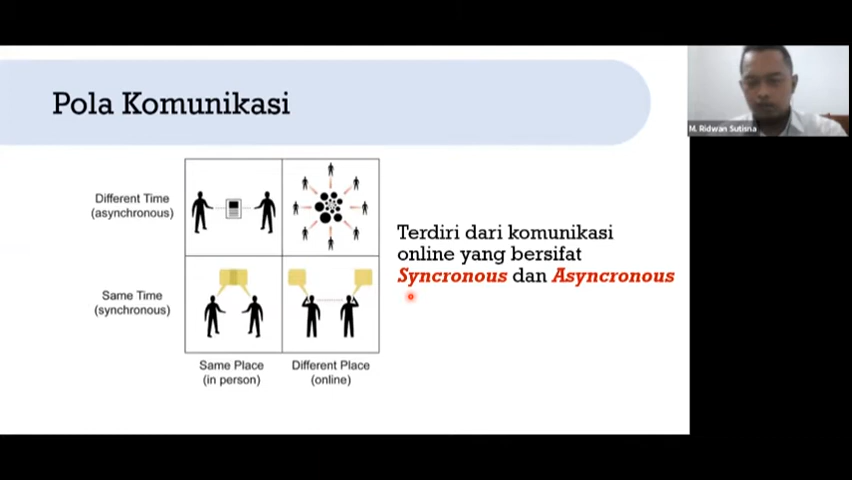 Pola Komunikasi
M. Ridwan Sutisna
Different Time
(asynchronous)
Terdiri dari komunikasi
online yang bersifat
Syncronous dan Asyncronous
Same Time
(synchronous)
Same Place
(in person)
Different Place
(online)